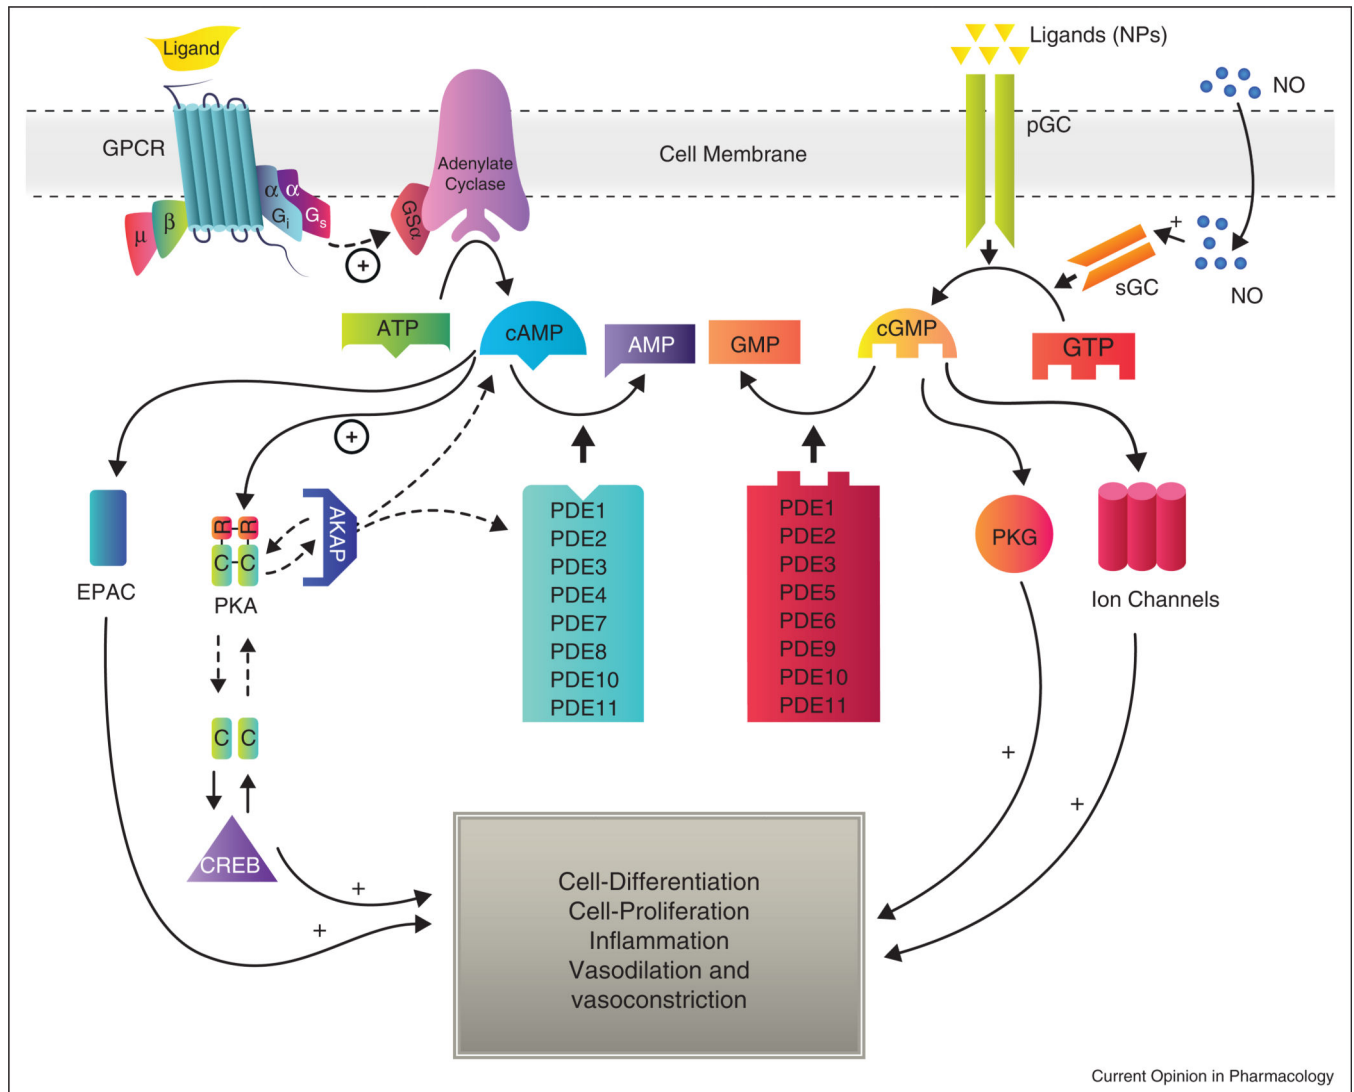 Ligand
Ligands (NPs)
NO
GPCR
pGC
Adenylate
Cyclase
Cell Membrane
α
α
Gi
Gs
β
μ
GSα
+
+
sGC
NO
ATP
cAMP
AMP
GMP
cGMP
GTP
+
EPAC
R-R
C-C
PKA
AKAP
PDE1
PDE2
PDE3
PDE4
PDE7
PDE8
PDE10
PDE11
PDE1
PDE2
PDE3
PDE5
PDE6
PDE9
PDE10
PDE11
PKG
Ion Channels
C C
CREB
+
+
+
+
Cell-Differentiation
Cell-Proliferation
Inflammation
Vasodilation and
vasoconstriction
Current Opinion in Pharmacology